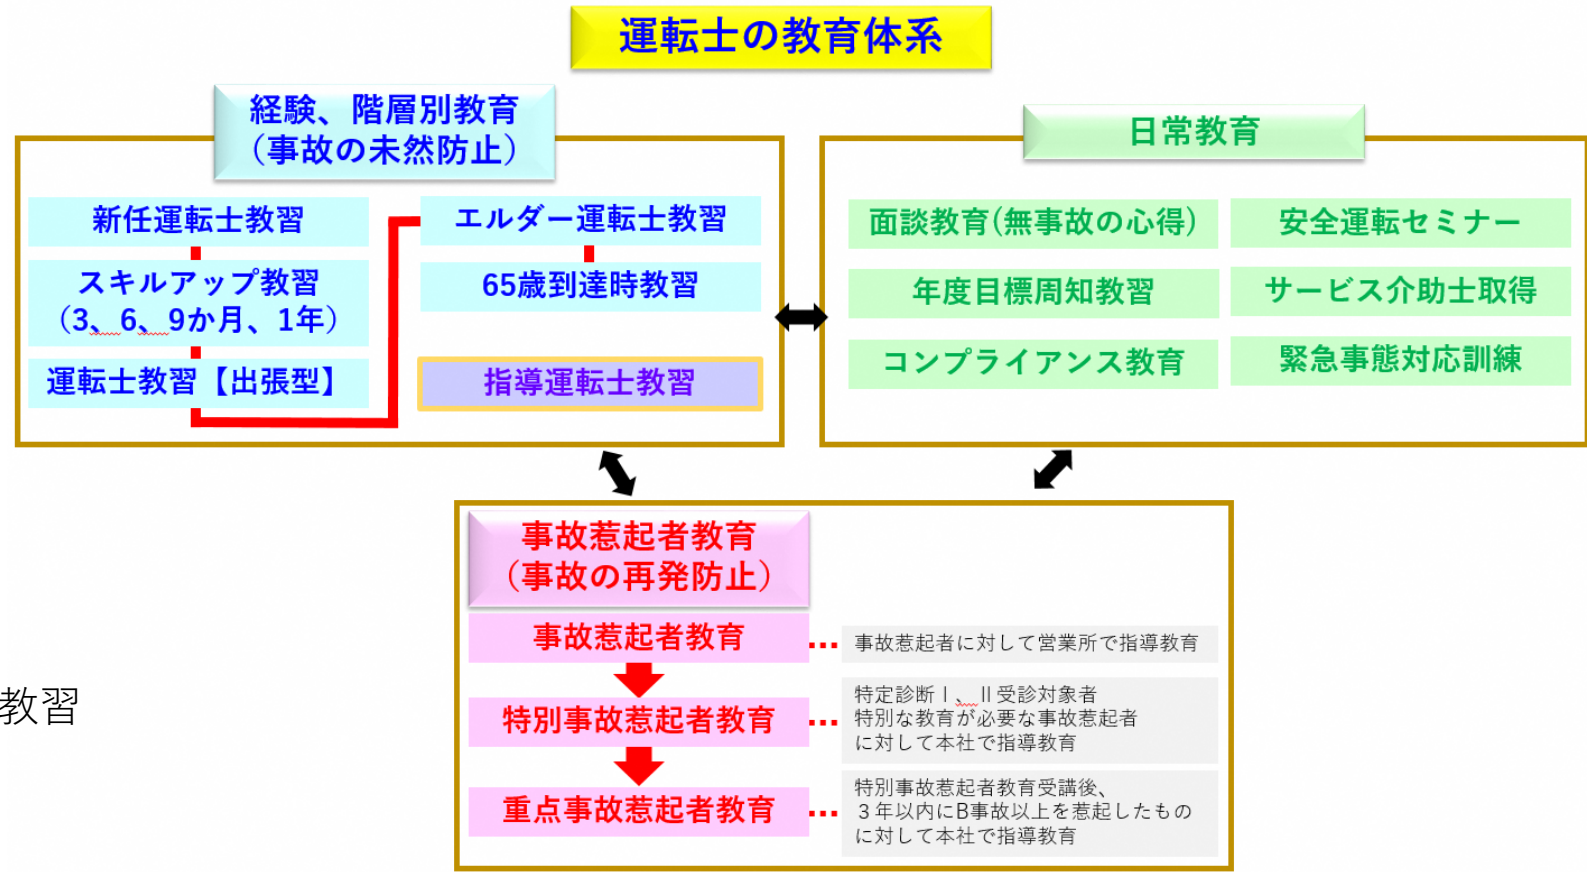 運転士の教育体系
経験、階層別教育
（事故の未然防止）
新任運転士教習
スキルアップ教習
（3、6、9か月、1年）
運転士教習【出張型】
エルダー運転士教習
65歳到達時教習
指導運転士教習
日常教育
面談教育(無事故の心得)
安全運転セミナー
年度目標周知教習
サービス介助士取得
コンプライアンス教育
緊急事態対応訓練
事故惹起者教育
（事故の再発防止）
事故惹起者教育
事故惹起者に対して営業所で指導教育
特別事故惹起者教育
特定診断Ⅰ、Ⅱ受診対象者
特別な教育が必要な事故惹起者
に対して本社で指導教育
重点事故惹起者教育
特別事故惹起者教育受講後、
３年以内にB事故以上を惹起したもの
に対して本社で指導教育
教習